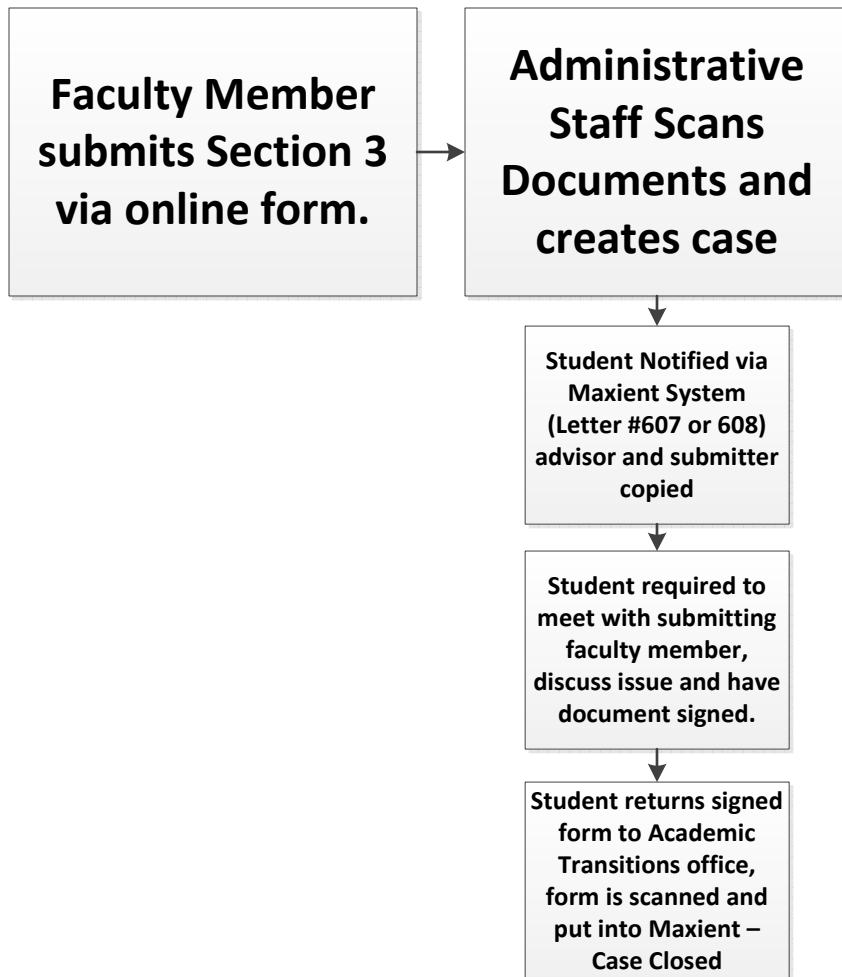 Faculty Member
submits Section 3
via online form.
Administrative
Staff Scans
Documents and
creates case
Student Notified via
Maxient System
(Letter #607 or 608)
advisor and submitter
copied
Student required to
meet with submitting
faculty member,
discuss issue and have
document signed.
Student returns signed
form to Academic
Transitions office,
form is scanned and
put into Maxient –
Case Closed